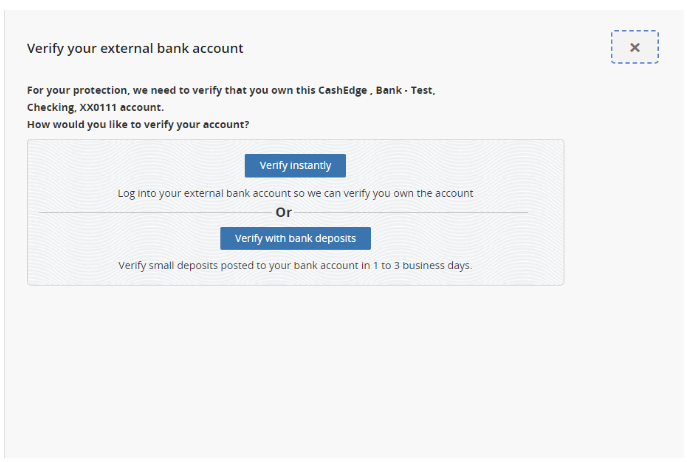 Verify your external bank account
×
For your protection, we need to verify that you own this CashEdge , Bank - Test,
Checking, XX0111 account.
How would you like to verify your account?
Verify instantly
Log into your external bank account so we can verify you own the account
Or
Verify with bank deposits
Verify small deposits posted to your bank account in 1 to 3 business days.